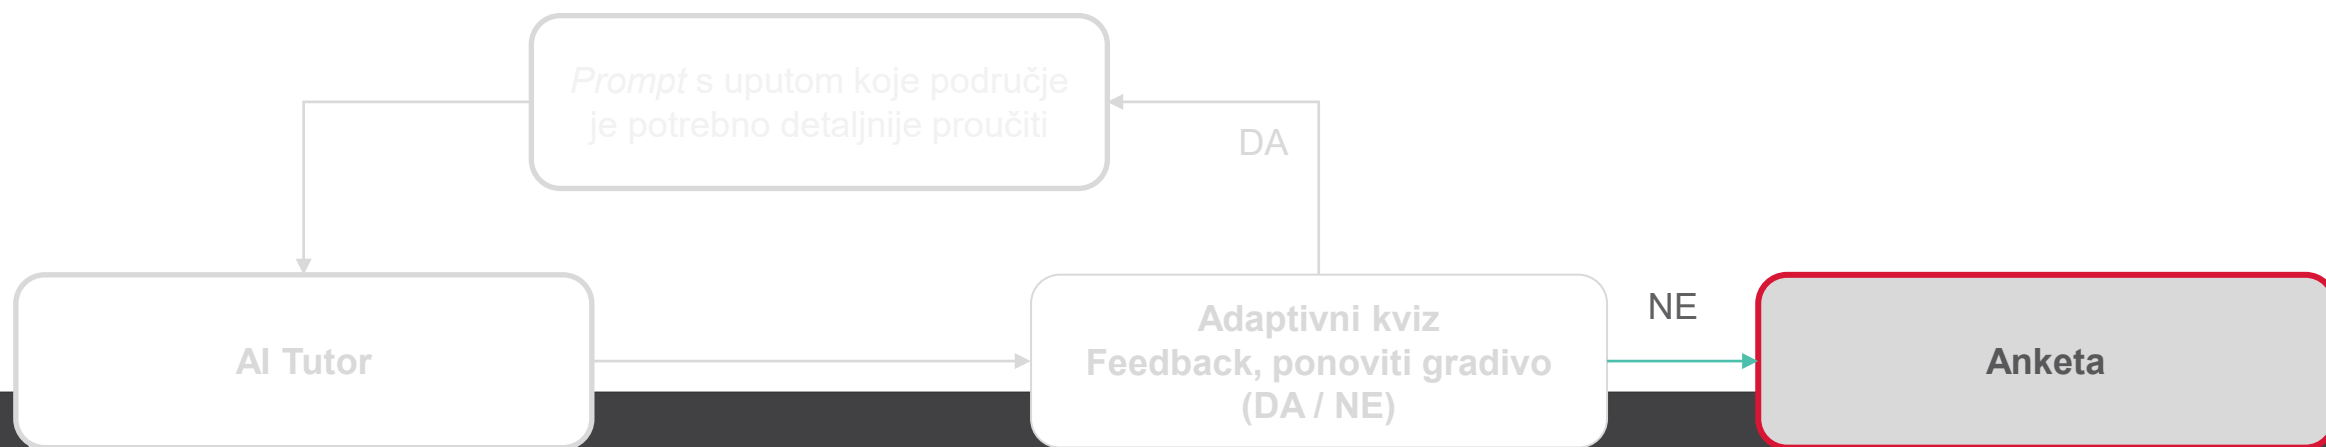 Prompt s uputom koje područje
je potrebno detaljnije proučiti
DA
NE
AI Tutor
Adaptivni kviz
Feedback, ponoviti gradivo
(DA / NE)
Anketa